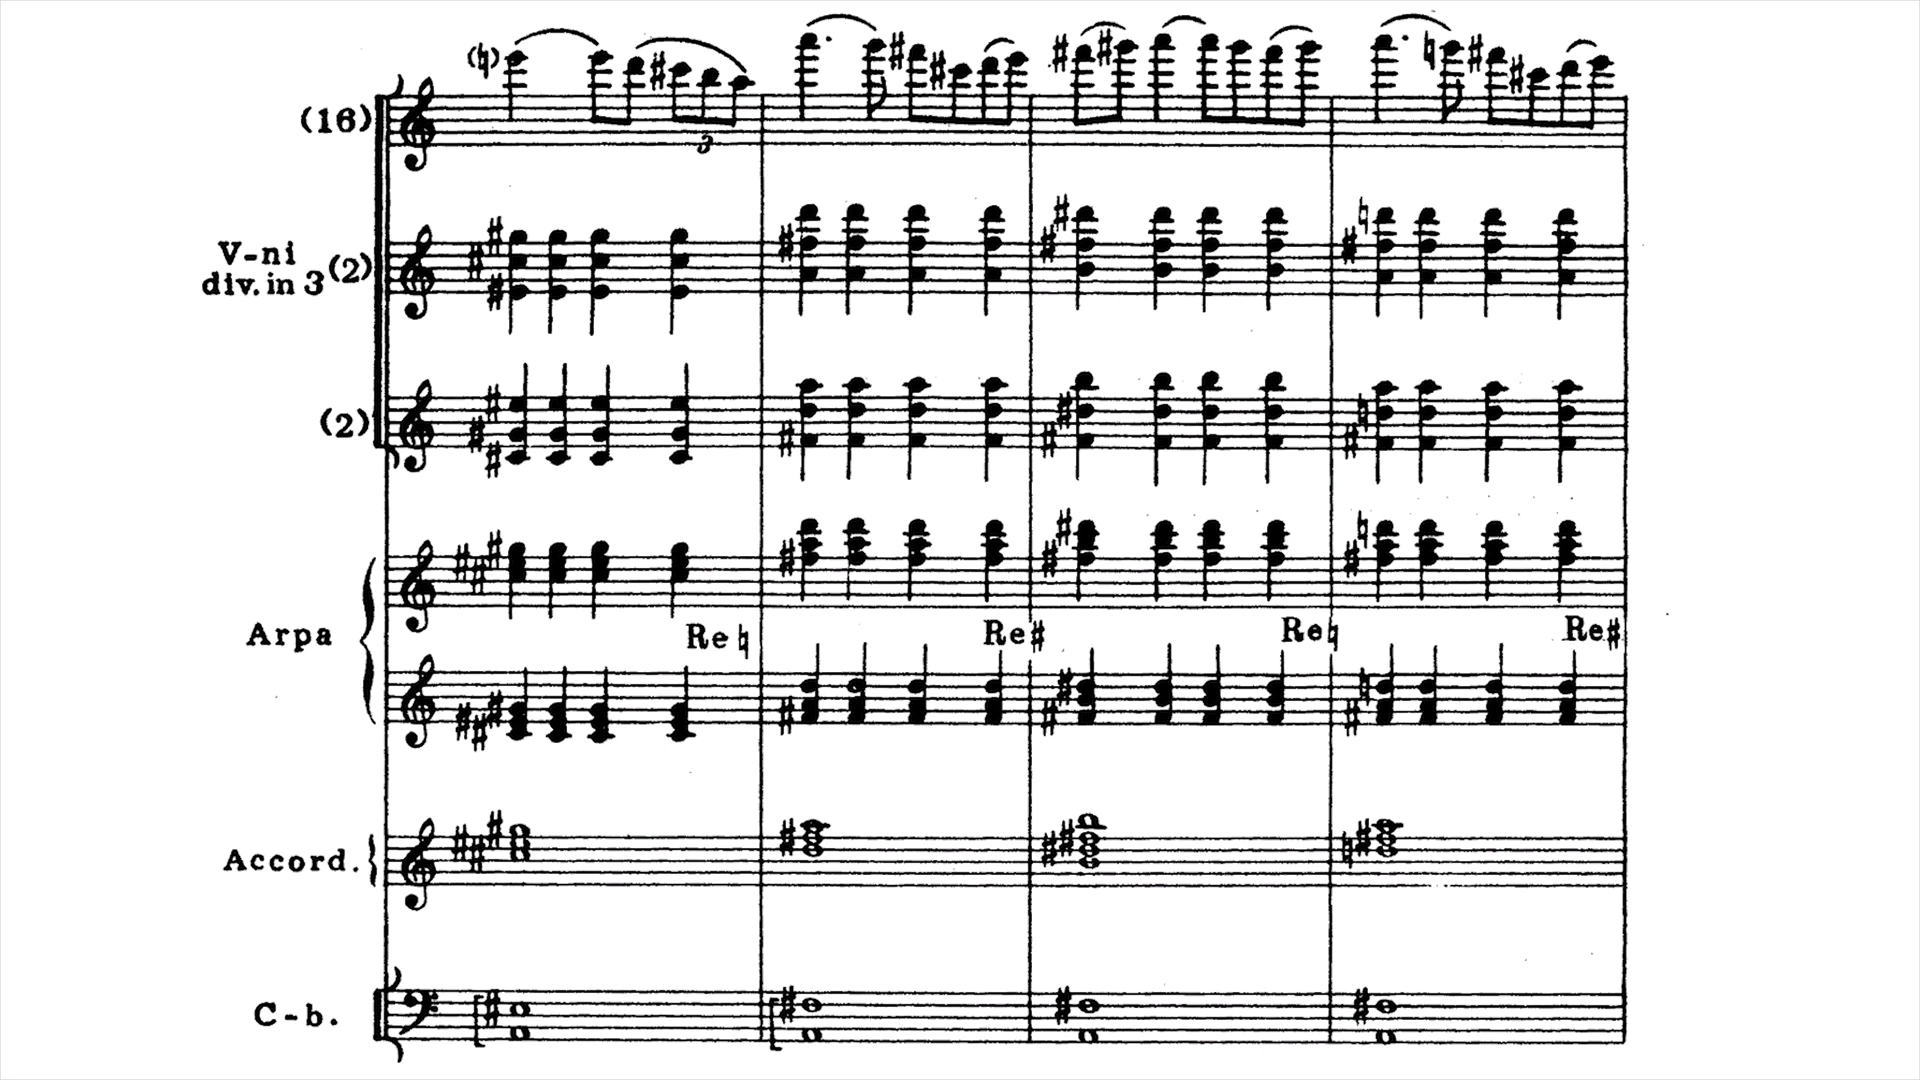 (16)
3
V-ni
div. in 3 (2)
(2)
Arpa
Re♮ Re♯ Re♮ Re♯
Accord.
C-b.